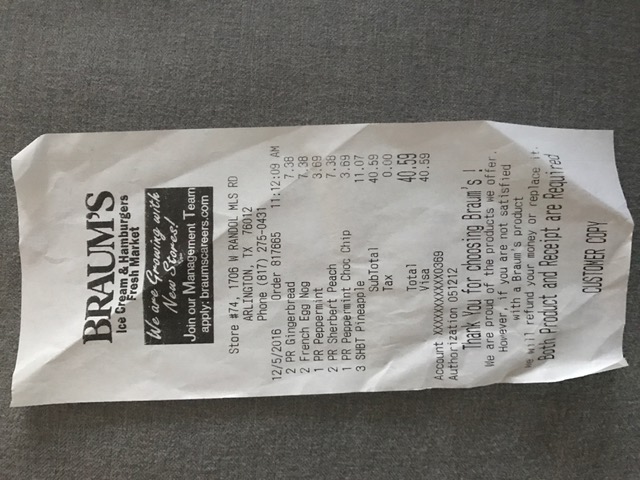 BRAUM'S
Ice Cream & Hamburgers
Fresh Market
We are Growing with
New Stores!
Join our Management Team
apply; braumscareers.com
Store #74, 1706 W RANDOL MLS RD
ARLINGTON, TX 76012
Phone (817) 275-0431
12/5/2016 Order 817665 11:12:09 AM
2 PR Gingerbread 7.38
2 French Egg Nog 7.38
1 PR Peppermint 3.69
2 PR Sherbert Peach 7.38
1 PR Peppermint Choc Chip 3.69
3 SHBT Pineapple 11.07
SubTotal 40.59
Tax 0.00
Total 40.59
Visa 40.59
Account XXXXXXXXXXXX0369
Authorization 051212
Thank You for choosing Braum's !
We are proud of the products we offer.
However, if you are not satisfied
with a Braum's product
we will refund your money or replace it.
Both Product and Receipt are Required
CUSTOMER COPY